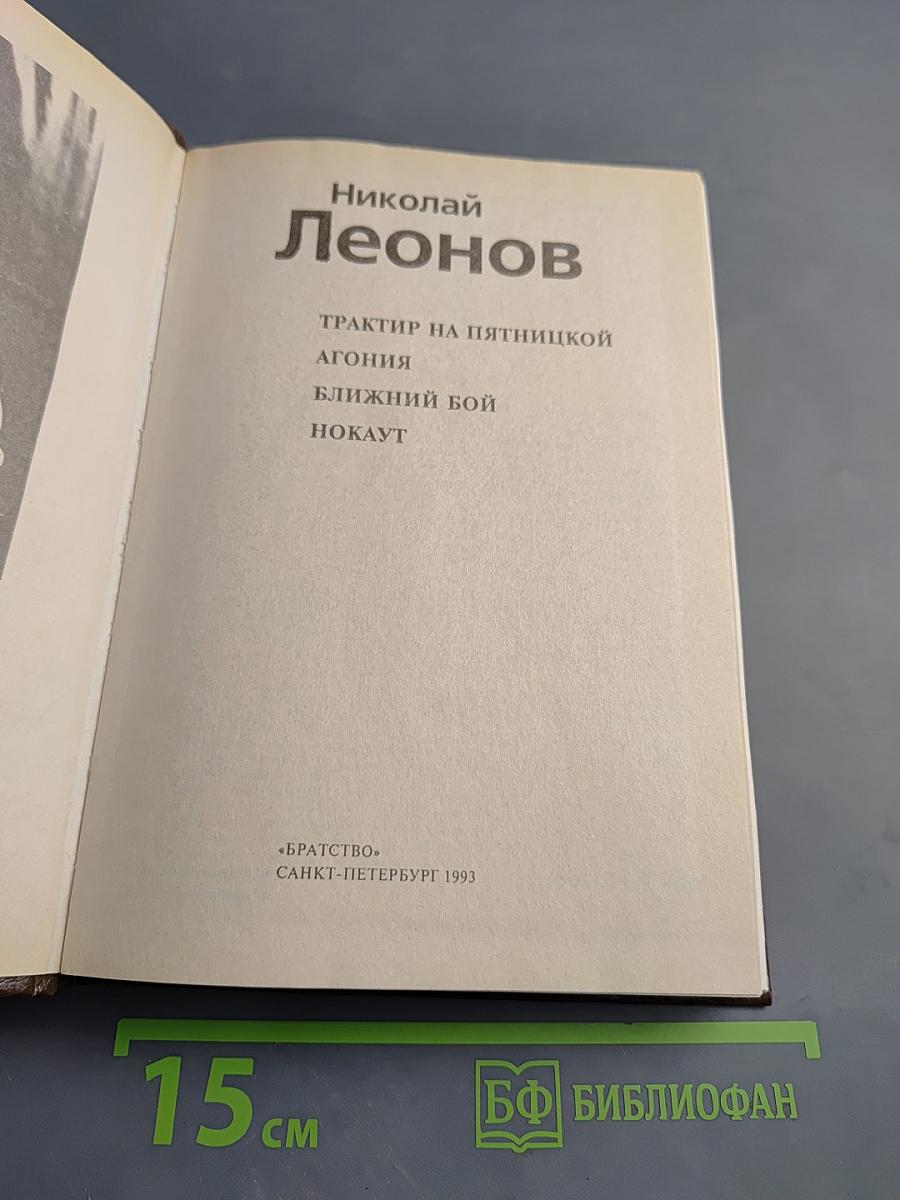 Николай
Леонов
ТРАКТИР НА ПЯТНИЦКОЙ
АГОНИЯ
БЛИЖНИЙ БОЙ
НОКАУТ
«БРАТСТВО»
САНКТ-ПЕТЕРБУРГ 1993
15 см
БФ БИБЛИОФАН